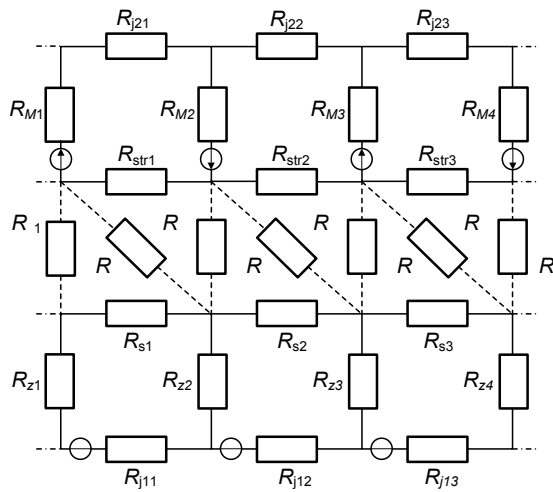 Rj21 Rj22 Rj23
RM1 RM2 RM3 RM4
Rstr1 Rstr2 Rstr3
R 1 R R R R R R
Rs1 Rs2 Rs3
Rz1 Rz2 Rz3 Rz4
Rj11 Rj12 Rj13